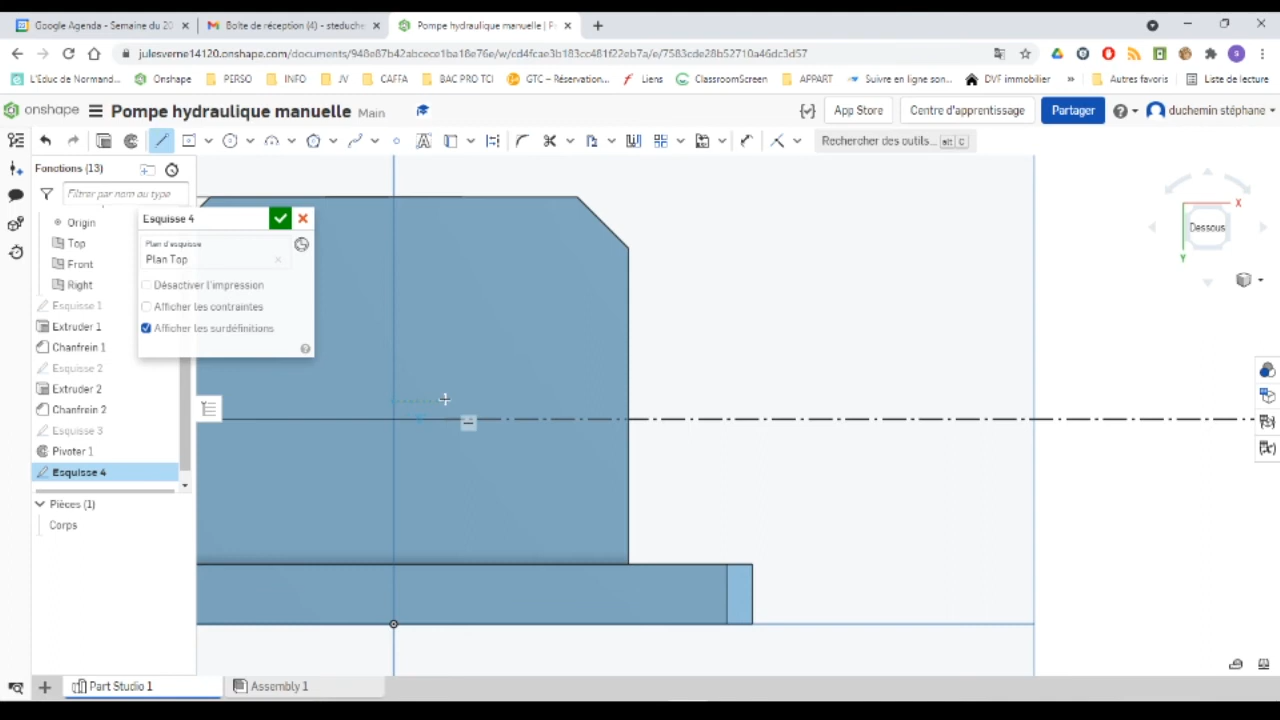 Google Agenda - Semaine du 20
Boîte de réception (4) - steduche
Pompe hydraulique manuelle | P
julesverne14120.onshape.com/documents/948e87b42abcece1ba18e76e/w/cd4fcae3b183cc481f22eb7a/e/7583cde28b52710a46dc3d57
S
L'Éduc de Normand...
Onshape
PERSO
INFO
JV
CAFFA
BAC PRO TCI
GTC – Réservation...
Liens
ClassroomScreen
APPART
Suivre en ligne son...
DVF immobilier
»
Autres favoris
Liste de lecture
onshape
Pompe hydraulique manuelle
Main
App Store
Centre d'apprentissage
Partager
duchemin stéphane
Rechercher des outils...
alt
C
Fonctions (13)
Filtrer par nom ou type
Origin
Top
Front
Right
Esquisse 1
Extruder 1
Chanfrein 1
Esquisse 2
Extruder 2
Chanfrein 2
Esquisse 3
Pivoter 1
Esquisse 4
Pièces (1)
Corps
Esquisse 4
Plan d'esquisse
Plan Top
Désactiver l'impression
Afficher les contraintes
Afficher les surdéfinitions
X
Dessous
Y
Part Studio 1
Assembly 1